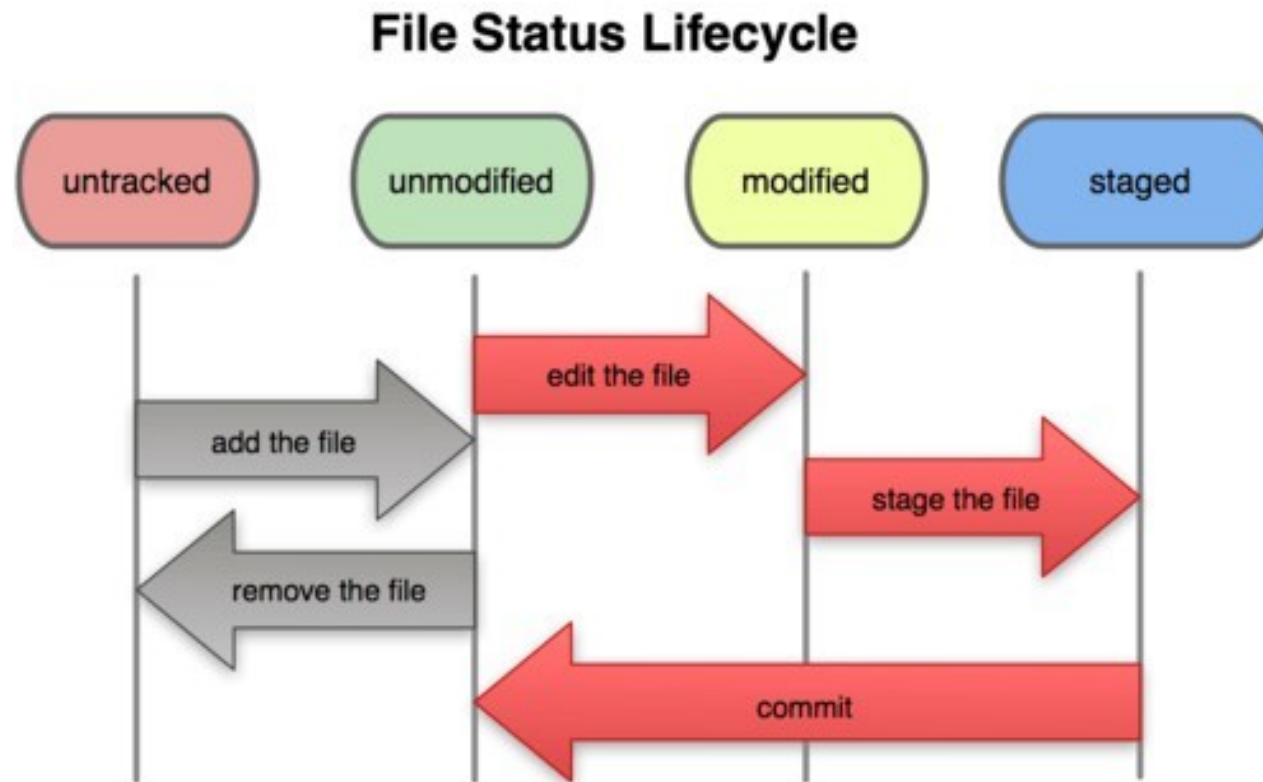 File Status Lifecycle
untracked
unmodified
modified
staged
edit the file
add the file
stage the file
remove the file
commit